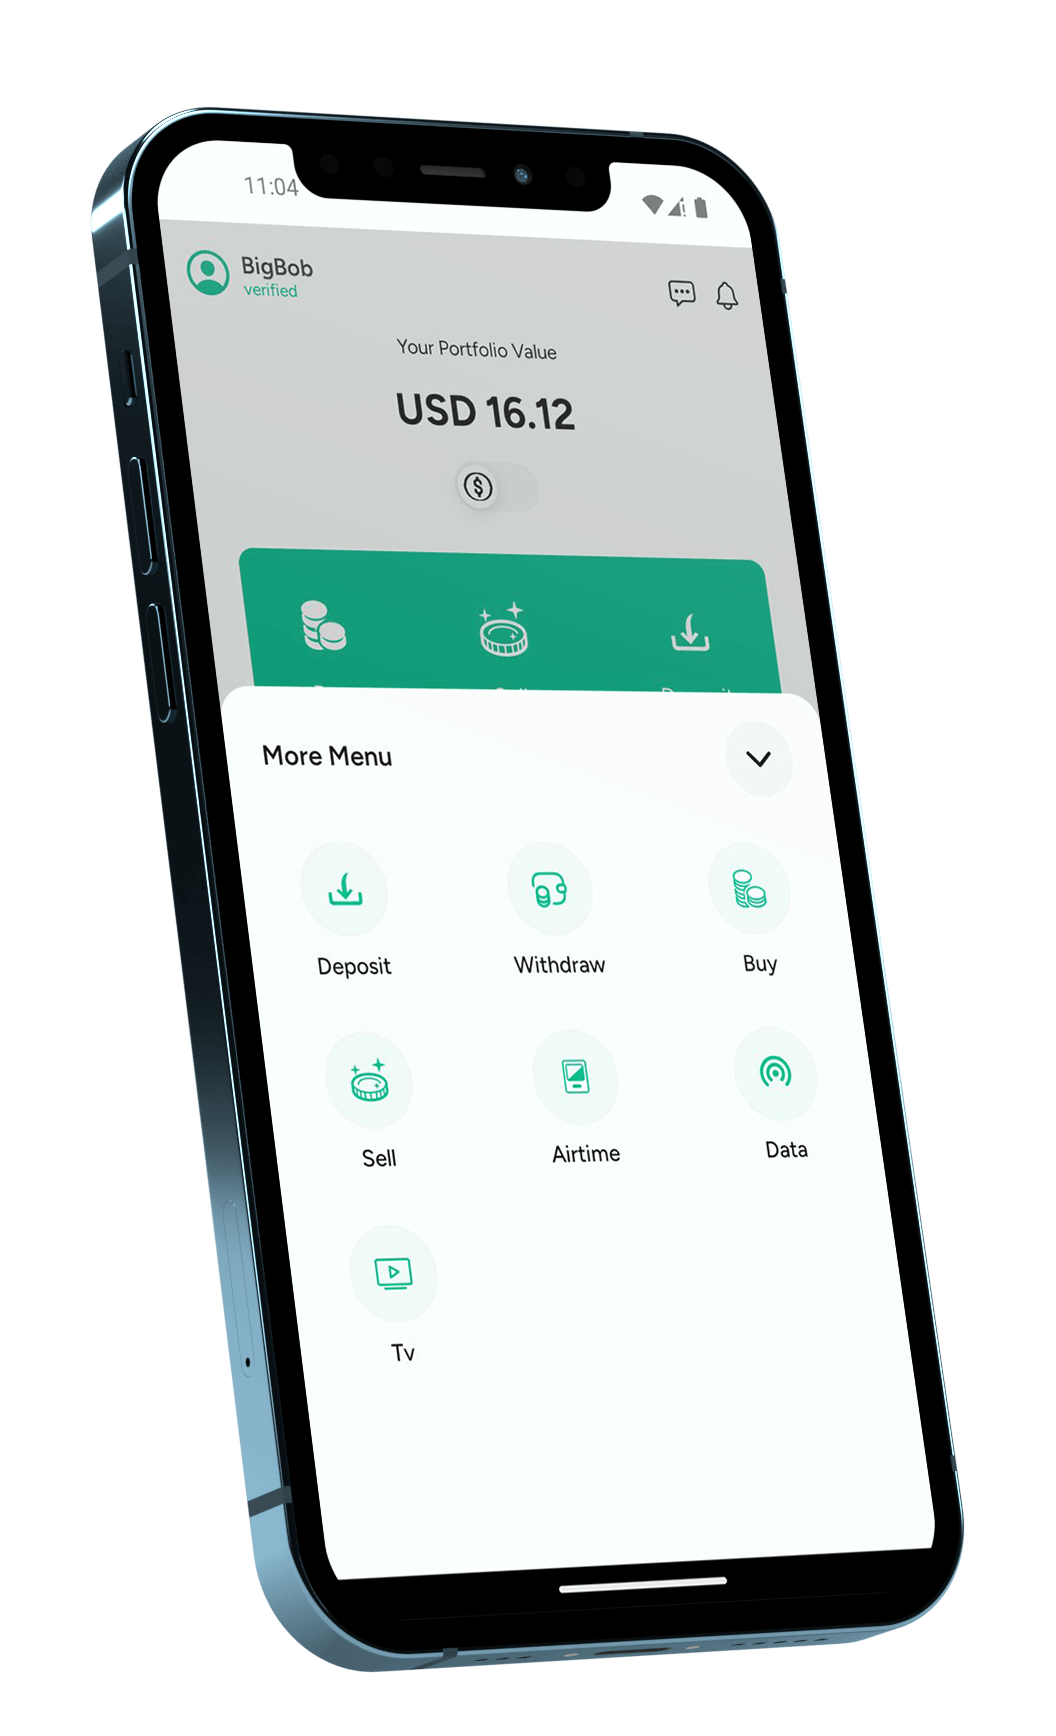 11:04
BigBob
verified
Your Portfolio Value
USD 16.12
More Menu
Deposit
Withdraw
Buy
Sell
Airtime
Data
Tv